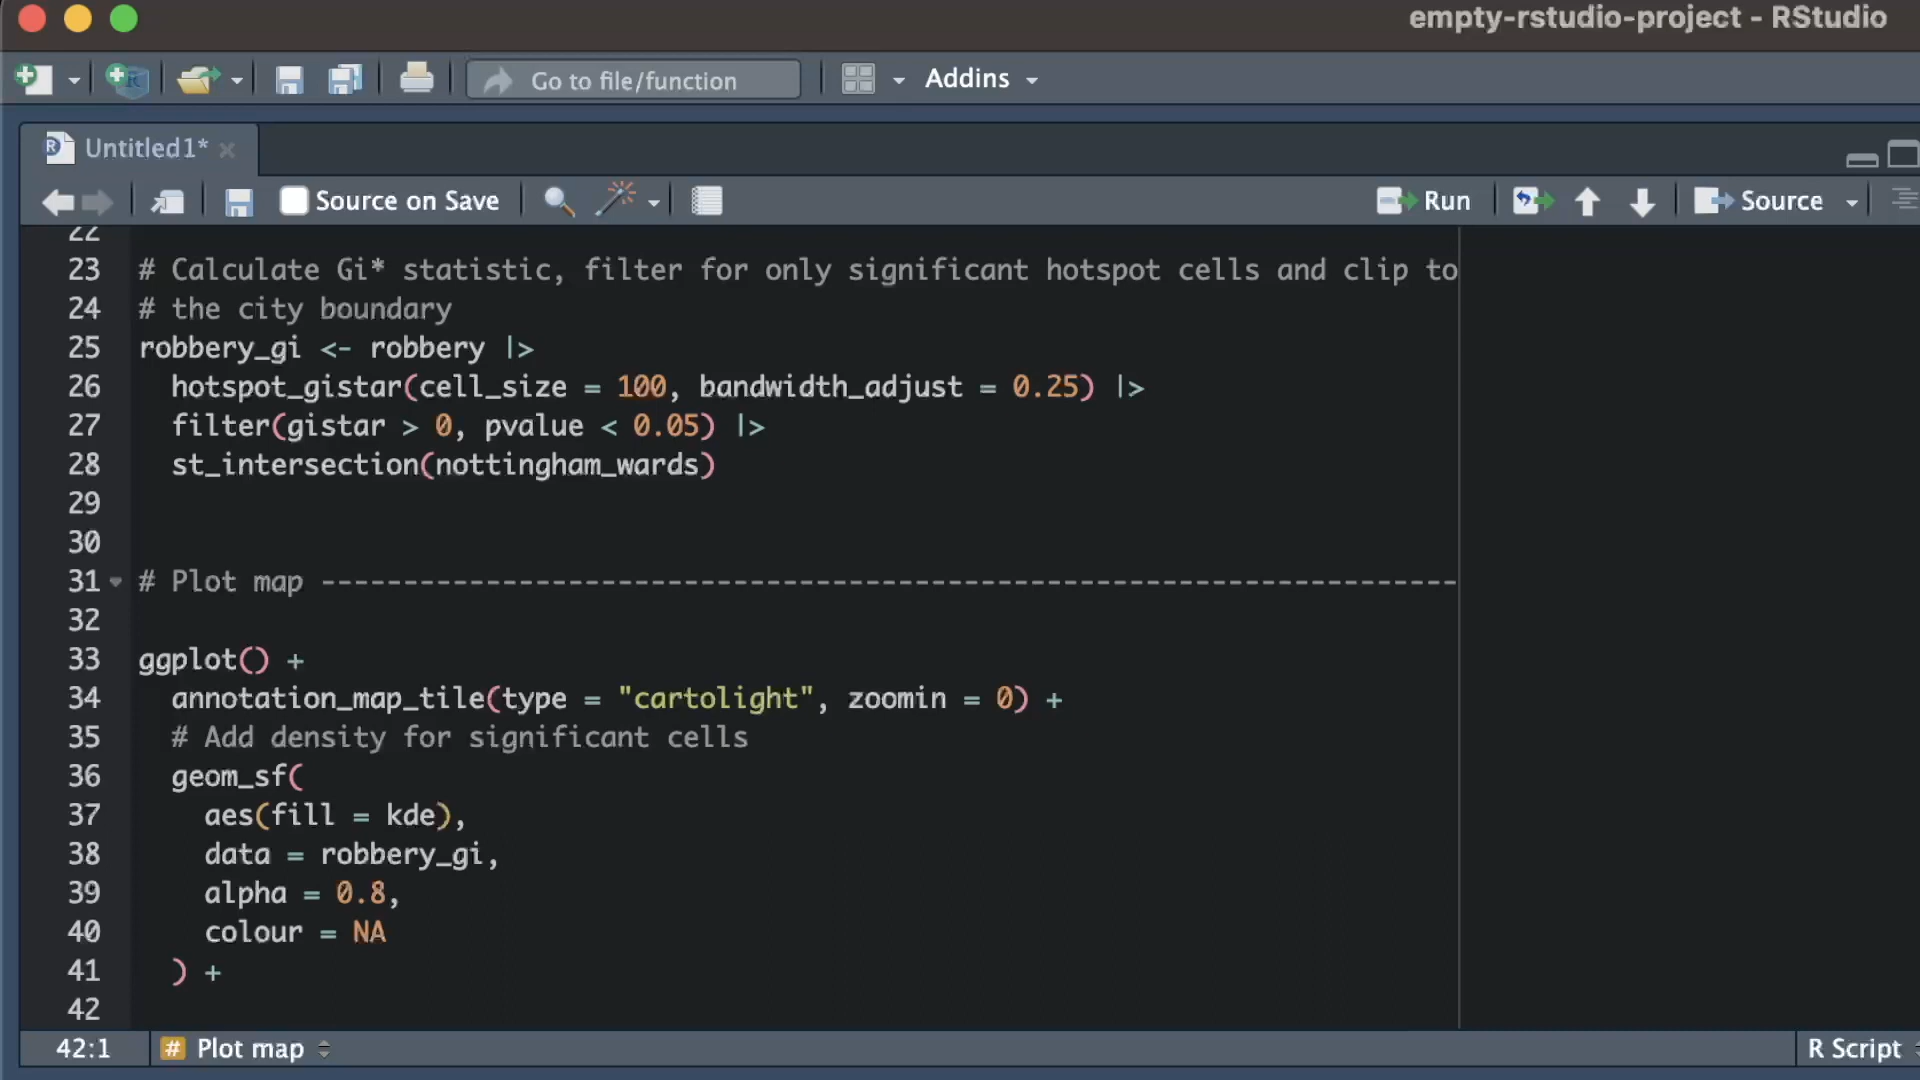 empty-rstudio-project - RStudio
Go to file/function
Addins
Untitled1*
Source on Save
Run
Source
22
23 # Calculate Gi* statistic, filter for only significant hotspot cells and clip to
24 # the city boundary
25 robbery_gi <- robbery |>
26   hotspot_gistar(cell_size = 100, bandwidth_adjust = 0.25) |>
27   filter(gistar > 0, pvalue < 0.05) |>
28   st_intersection(nottingham_wards)
29
30
31 # Plot map ---------------------------------------------------------------------
32
33 ggplot() +
34   annotation_map_tile(type = "cartolight", zoomin = 0) +
35   # Add density for significant cells
36   geom_sf(
37     aes(fill = kde),
38     data = robbery_gi,
39     alpha = 0.8,
40     colour = NA
41   ) +
42
42:1 # Plot map
R Script